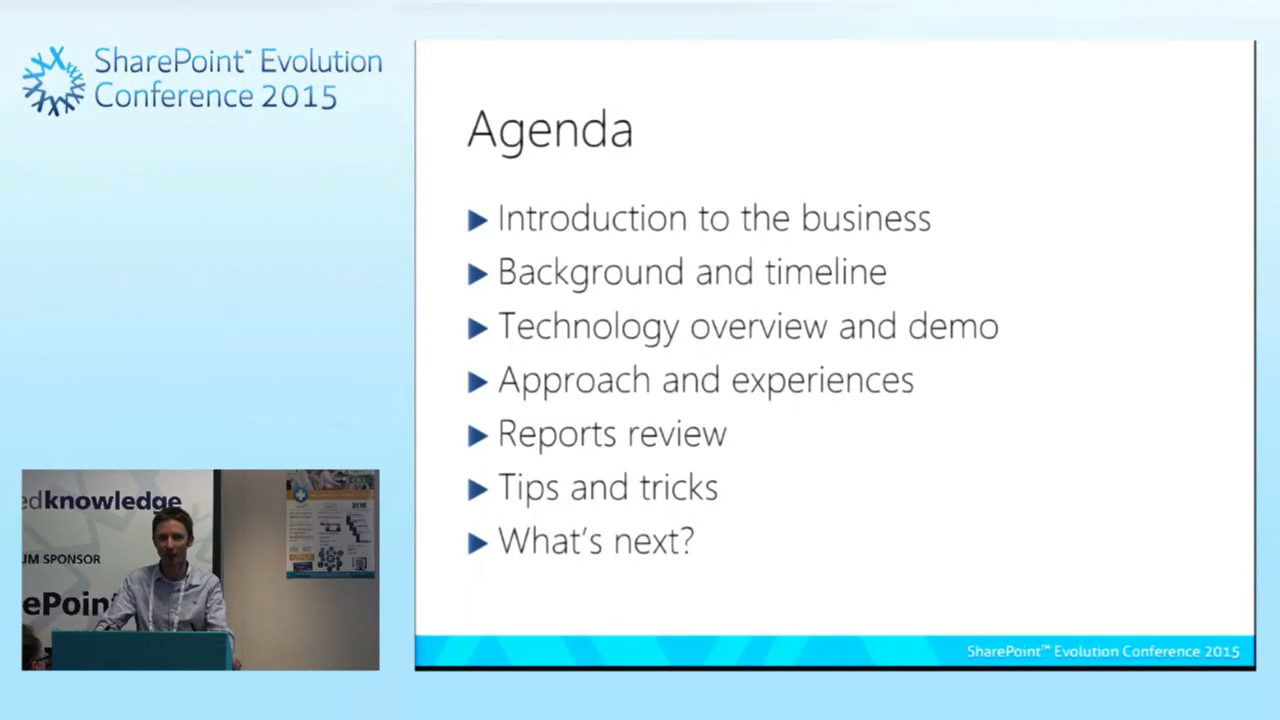 SharePoint™ Evolution
Conference 2015
Agenda
Introduction to the business
Background and timeline
Technology overview and demo
Approach and experiences
Reports review
Tips and tricks
What's next?
edknowledge
UM SPONSOR
ePoin
SharePoint™ Evolution Conference 2015